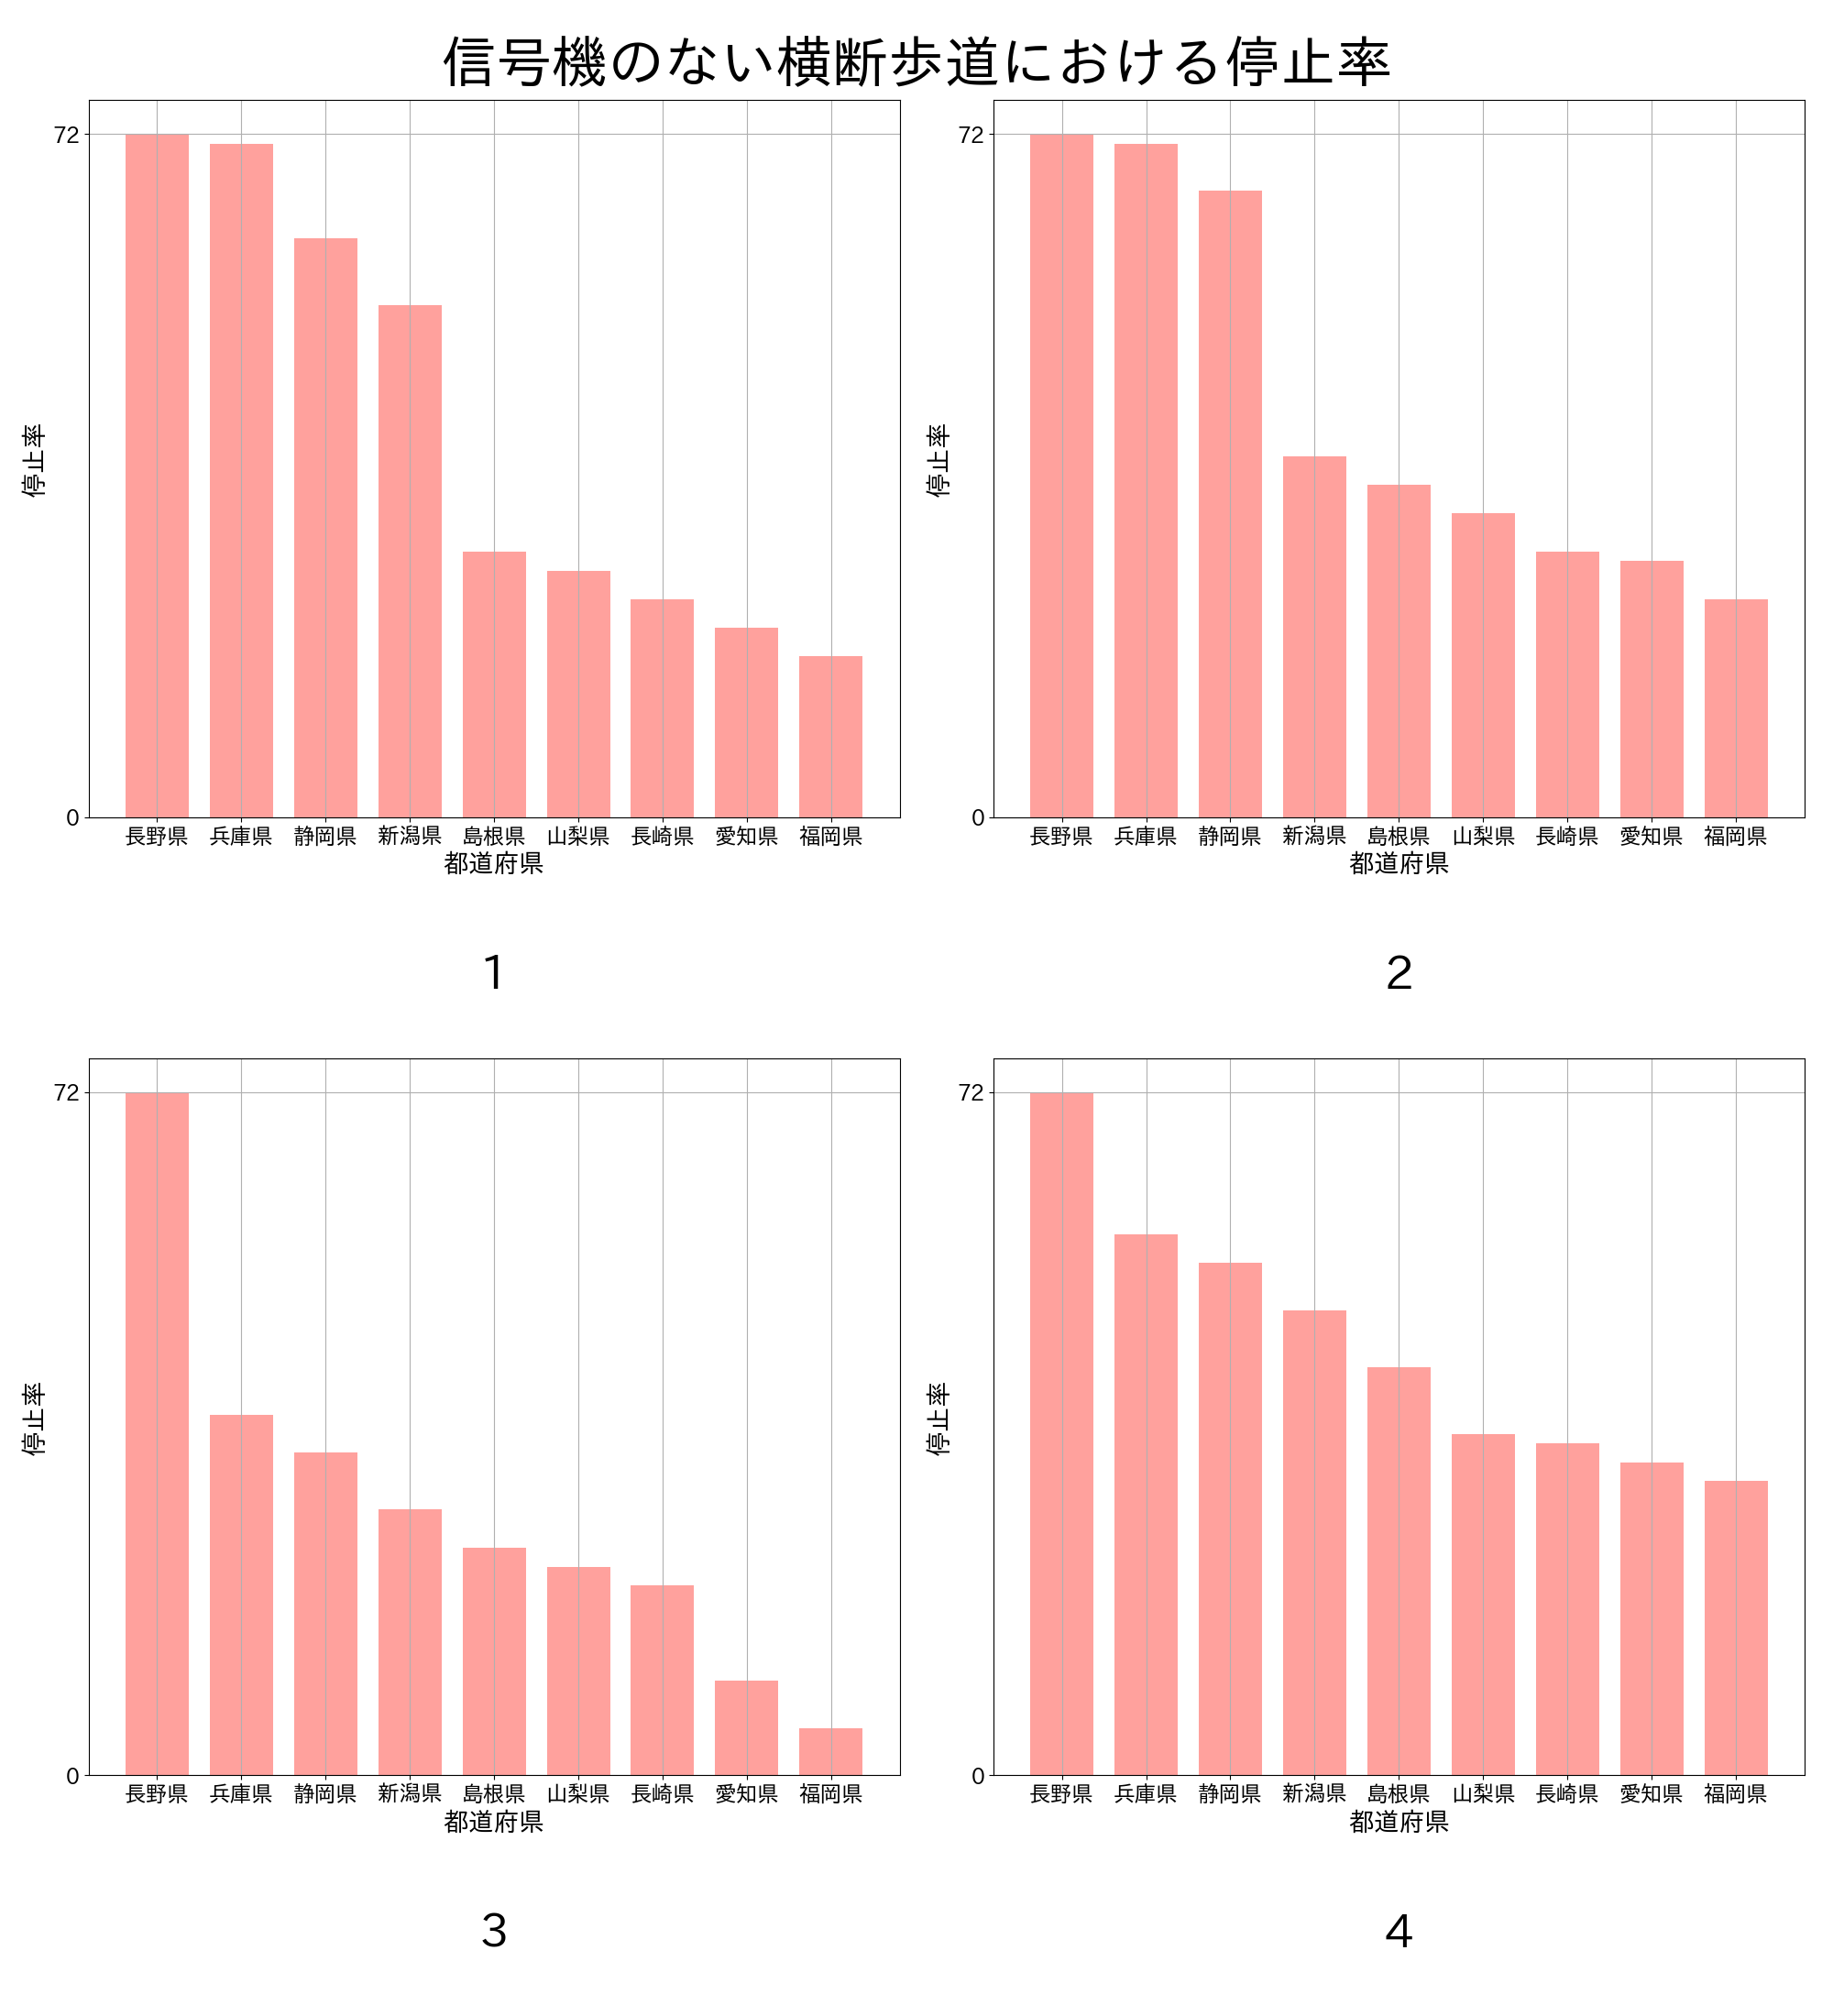 信号機のない横断歩道における停止率
72
停止率
0
長野県 兵庫県 静岡県 新潟県 島根県 山梨県 長崎県 愛知県 福岡県
都道府県
1
72
停止率
0
長野県 兵庫県 静岡県 新潟県 島根県 山梨県 長崎県 愛知県 福岡県
都道府県
2
72
停止率
0
長野県 兵庫県 静岡県 新潟県 島根県 山梨県 長崎県 愛知県 福岡県
都道府県
3
72
停止率
0
長野県 兵庫県 静岡県 新潟県 島根県 山梨県 長崎県 愛知県 福岡県
都道府県
4